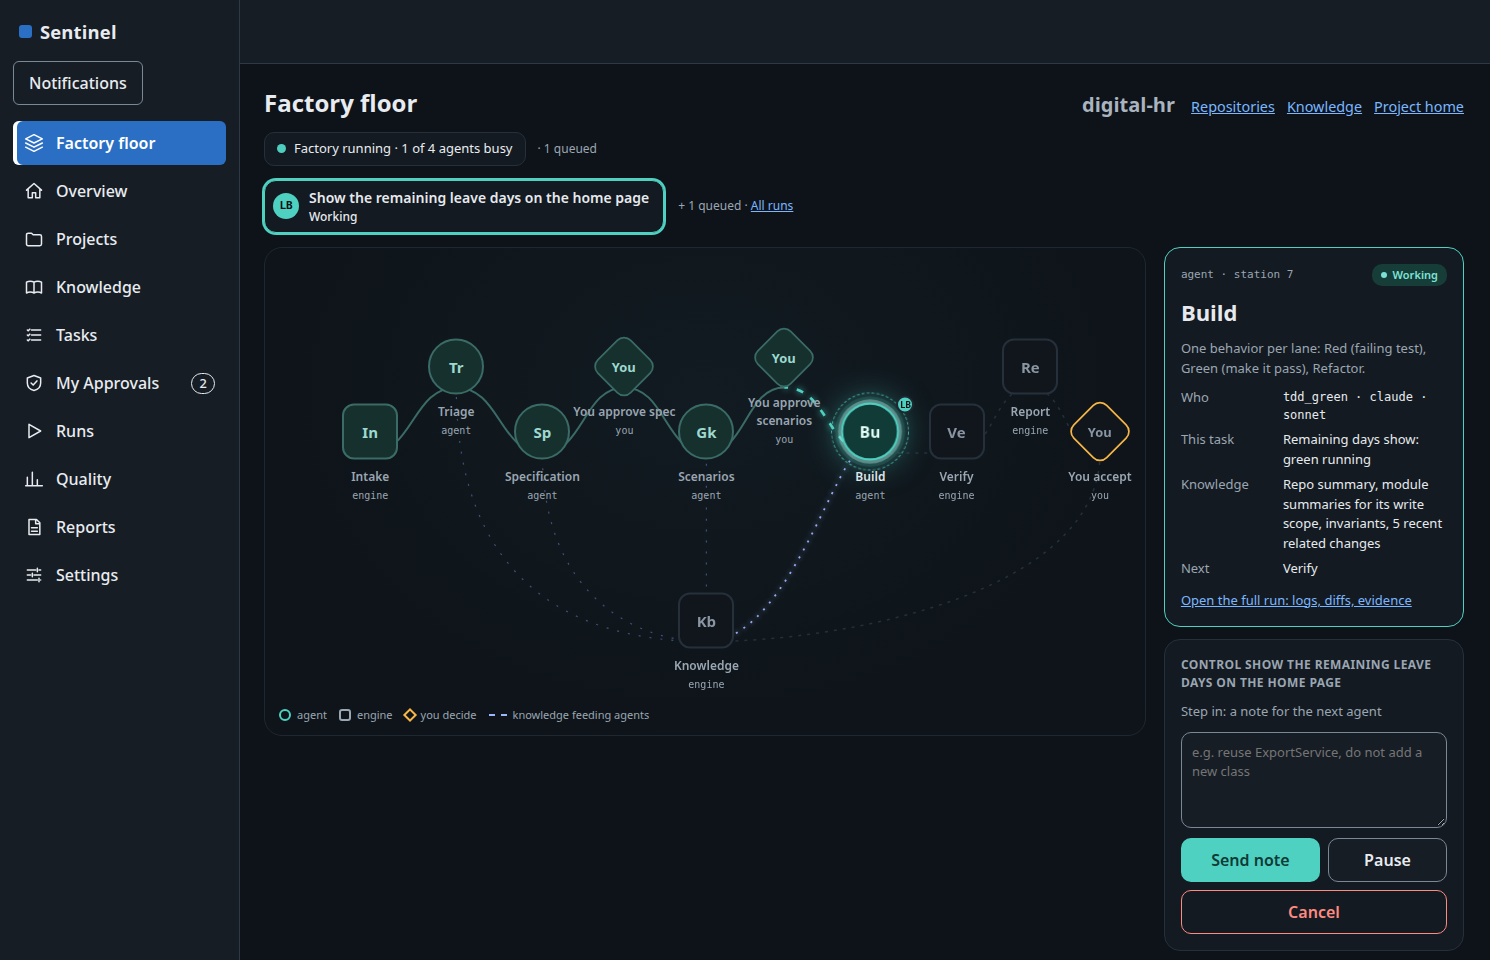 Sentinel
Notifications
Factory floor
Overview
Projects
Knowledge
Tasks
My Approvals 2
Runs
Quality
Reports
Settings
Factory floor
digital-hr Repositories Knowledge Project home
Factory running · 1 of 4 agents busy · 1 queued
LB Show the remaining leave days on the home page
Working
+ 1 queued · All runs
In
Intake
engine
Tr
Triage
agent
Sp
Specification
agent
You
You approve spec
you
Gk
Scenarios
agent
You
You approve
scenarios
you
LB
Bu
Build
agent
Ve
Verify
engine
Re
Report
engine
You
You accept
you
Kb
Knowledge
engine
agent engine you decide knowledge feeding agents
agent · station 7 Working
Build
One behavior per lane: Red (failing test),
Green (make it pass), Refactor.
Who tdd_green · claude ·
sonnet
This task Remaining days show:
green running
Knowledge Repo summary, module
summaries for its write
scope, invariants, 5 recent
related changes
Next Verify
Open the full run: logs, diffs, evidence
CONTROL SHOW THE REMAINING LEAVE
DAYS ON THE HOME PAGE
Step in: a note for the next agent
e.g. reuse ExportService, do not add a
new class
Send note Pause
Cancel